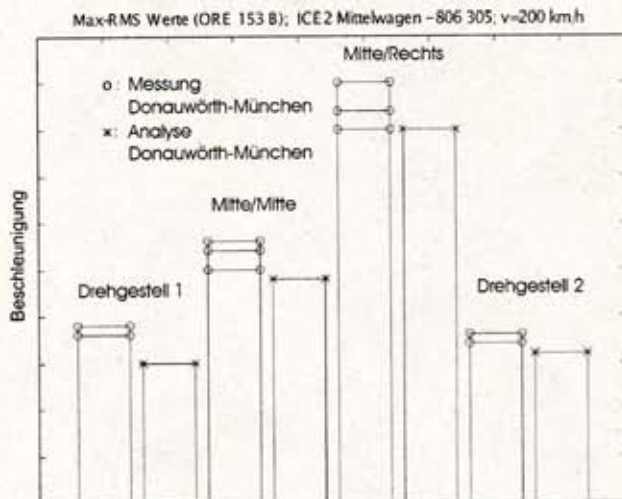 Max-RMS Werte (ORE 153 B); ICE2 Mittelwagen –806 305; v=200 km/h
Mitte/Rechts
o: Messung
Donauwörth-München
x: Analyse
Donauwörth-München
Mitte/Mitte
Beschleunigung
Drehgestell 1
Drehgestell 2